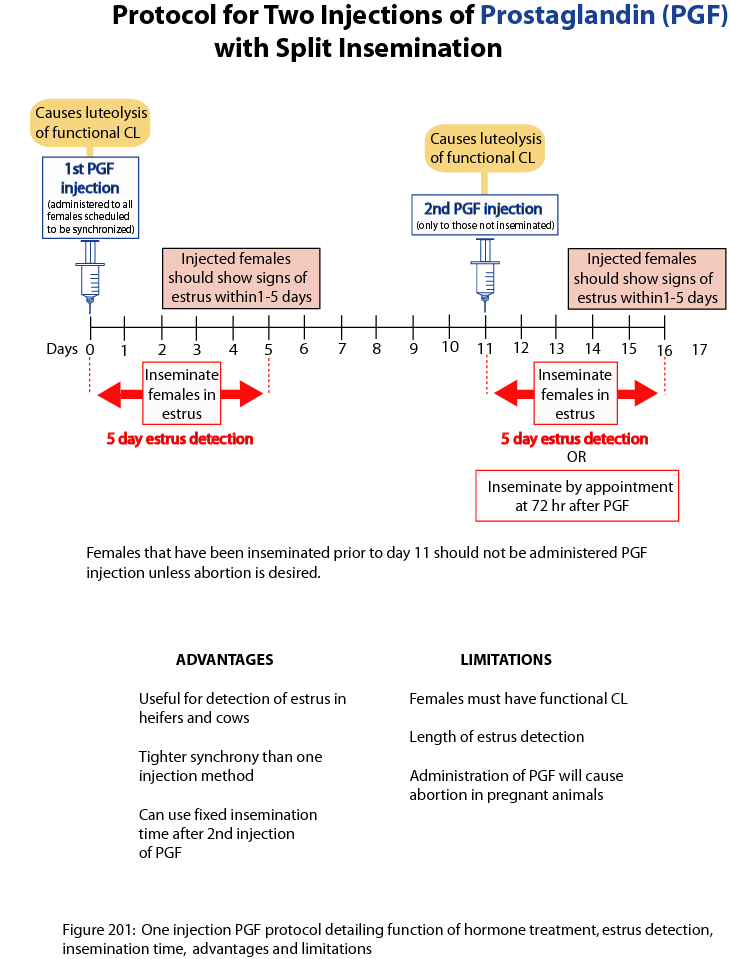 Protocol for Two Injections of Prostaglandin (PGF)
with Split Insemination
Causes luteolysis
of functional CL
1st PGF
injection
(administered to all
females scheduled
to be synchronized)
Causes luteolysis
of functional CL
2nd PGF injection
(only to those not inseminated)
Injected females
should show signs of
estrus within1-5 days
Injected females
should show signs of
estrus within1-5 days
Days 0 1 2 3 4 5 6 7 8 9 10 11 12 13 14 15 16 17
Inseminate
females in
estrus
5 day estrus detection
Inseminate
females in
estrus
5 day estrus detection
OR
Inseminate by appointment
at 72 hr after PGF
Females that have been inseminated prior to day 11 should not be administered PGF
injection unless abortion is desired.
ADVANTAGES
Useful for detection of estrus in
heifers and cows
Tighter synchrony than one
injection method
Can use fixed insemination
time after 2nd injection
of PGF
LIMITATIONS
Females must have functional CL
Length of estrus detection
Administration of PGF will cause
abortion in pregnant animals
Figure 201: One injection PGF protocol detailing function of hormone treatment, estrus detection,
insemination time, advantages and limitations